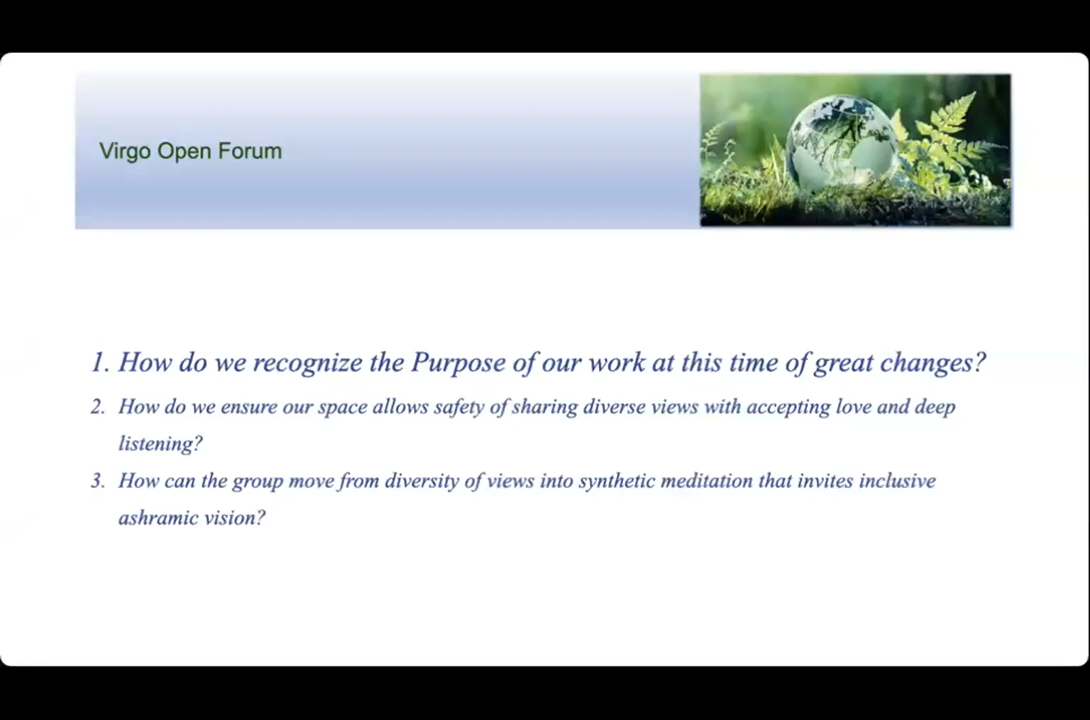 Virgo Open Forum
1. How do we recognize the Purpose of our work at this time of great changes?
2. How do we ensure our space allows safety of sharing diverse views with accepting love and deep
listening?
3. How can the group move from diversity of views into synthetic meditation that invites inclusive
ashramic vision?